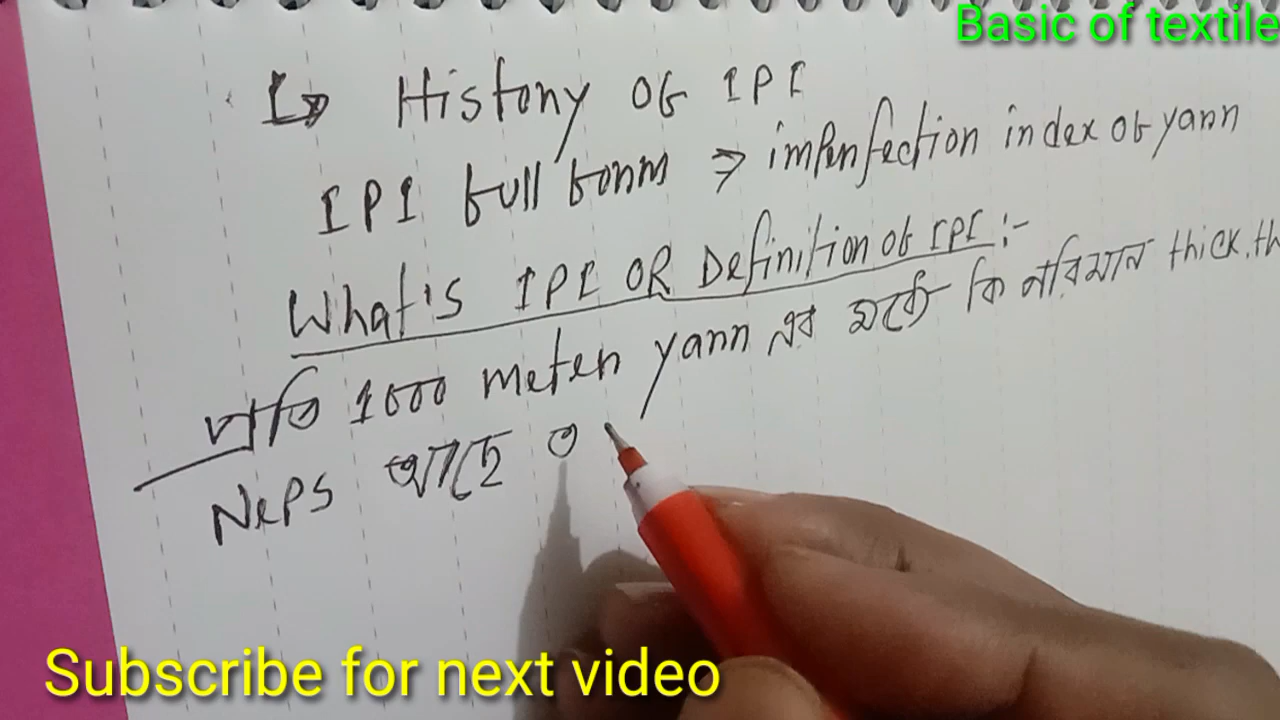 Basic of textile
1» History of IPI
IPI full form ⇒ imperfection index of yarn
What's IPI OR Definition of IPI :-
প্রতি 1000 meter yarn এর মধ্যে কি পরিমান thick, th
Neps আছে ত
Subscribe for next video